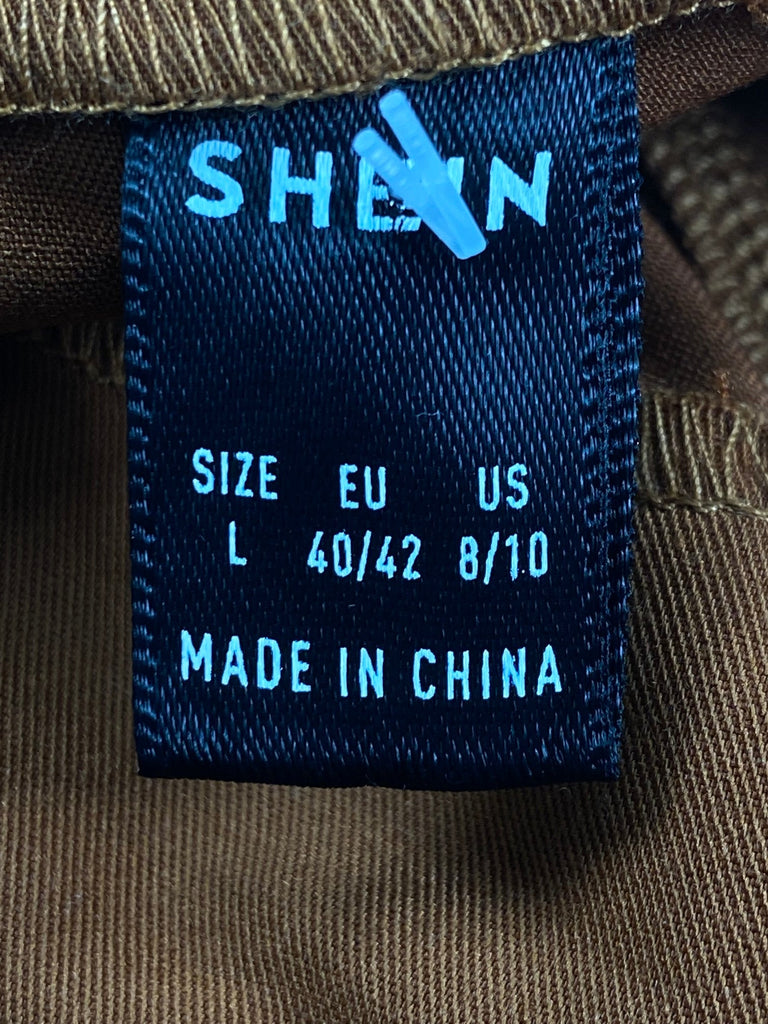 SHEIN
SIZE EU US
L 40/42 8/10
MADE IN CHINA